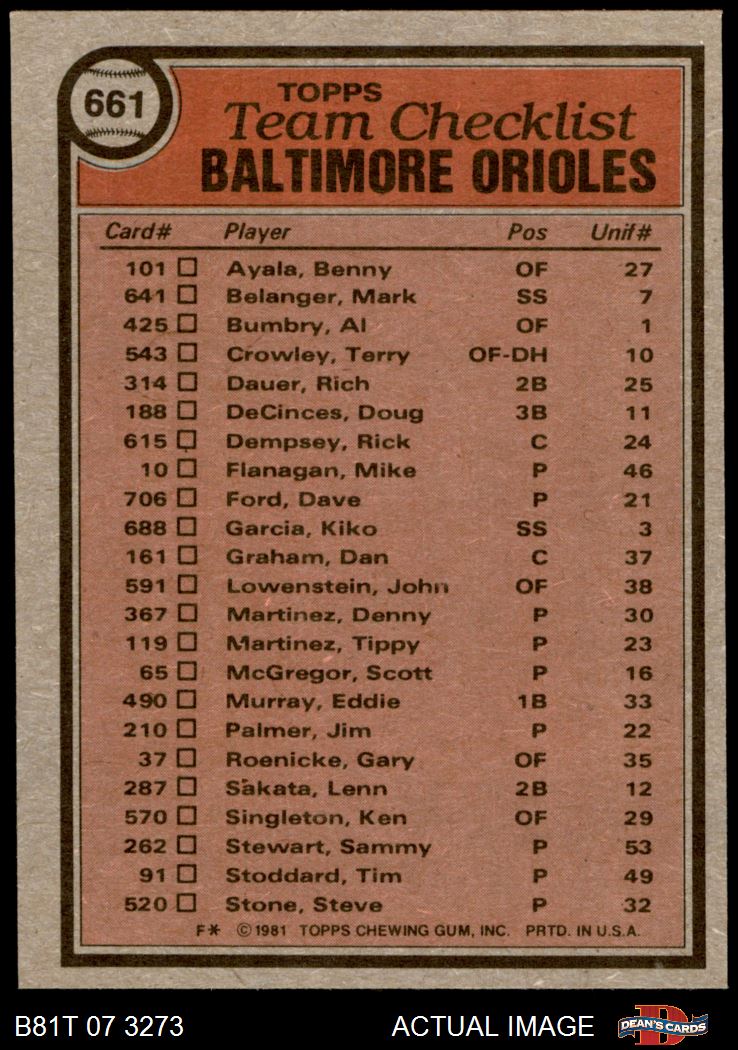 661
TOPPS
Team Checklist
BALTIMORE ORIOLES
Card# Player Pos Unif#
101 Ayala, Benny OF 27
641 Belanger, Mark SS 7
425 Bumbry, Al OF 1
543 Crowley, Terry OF-DH 10
314 Dauer, Rich 2B 25
188 DeCinces, Doug 3B 11
615 Dempsey, Rick C 24
10 Flanagan, Mike P 46
706 Ford, Dave P 21
688 Garcia, Kiko SS 3
161 Graham, Dan C 37
591 Lowenstein, John OF 38
367 Martinez, Denny P 30
119 Martinez, Tippy P 23
65 McGregor, Scott P 16
490 Murray, Eddie 1B 33
210 Palmer, Jim P 22
37 Roenicke, Gary OF 35
287 Sakata, Lenn 2B 12
570 Singleton, Ken OF 29
262 Stewart, Sammy P 53
91 Stoddard, Tim P 49
520 Stone, Steve P 32
F* ©1981 TOPPS CHEWING GUM, INC. PRTD. IN U.S.A.
B81T 07 3273 ACTUAL IMAGE DEAN'S CARDS